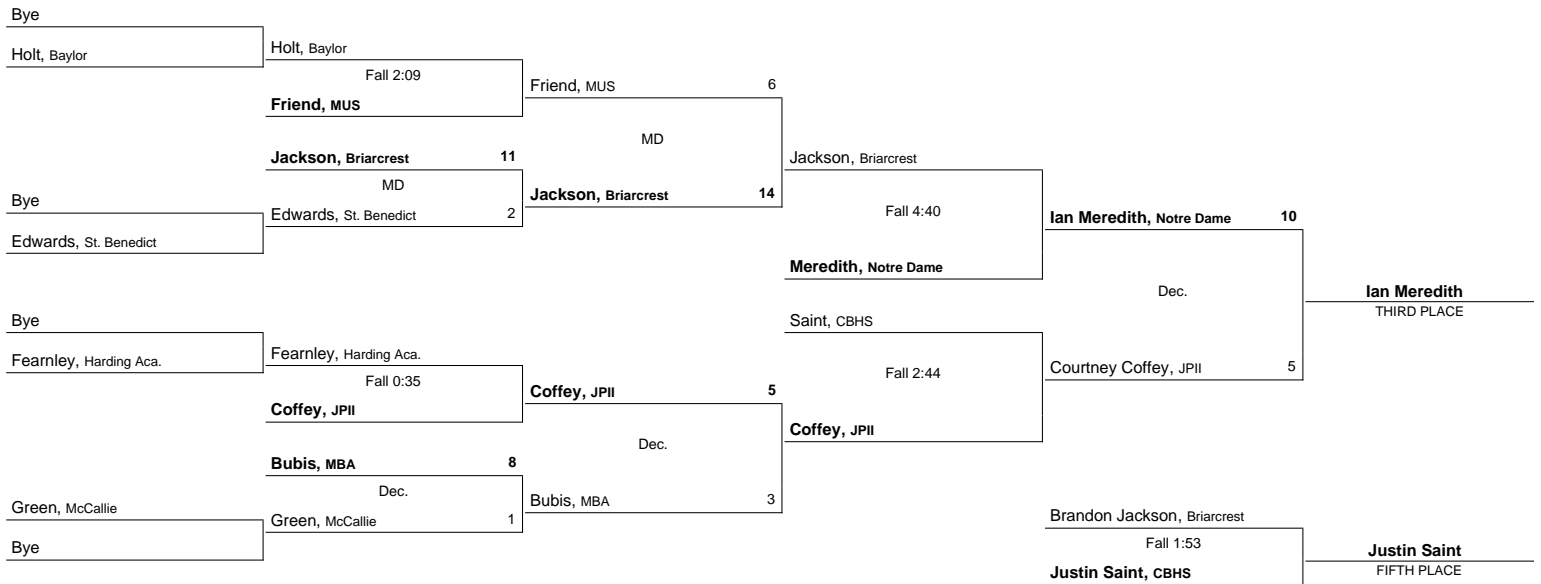 Bye
Holt, Baylor
Bye
Edwards, St. Benedict
Bye
Fearnley, Harding Aca.
Green, McCallie
Bye
Holt, Baylor
Fall 2:09
Friend, MUS
Jackson, Briarcrest 11
MD
Edwards, St. Benedict 2
Fearnley, Harding Aca.
Fall 0:35
Coffey, JPII
Bubis, MBA 8
Dec.
Green, McCallie 1
Friend, MUS 6
MD
Jackson, Briarcrest 14
Coffey, JPII 5
Dec.
Bubis, MBA 3
Jackson, Briarcrest
Fall 4:40
Meredith, Notre Dame
Saint, CBHS
Fall 2:44
Coffey, JPII
Ian Meredith, Notre Dame 10
Dec.
Courtney Coffey, JPII 5
Ian Meredith
THIRD PLACE
Brandon Jackson, Briarcrest
Fall 1:53
Justin Saint, CBHS
Justin Saint
FIFTH PLACE